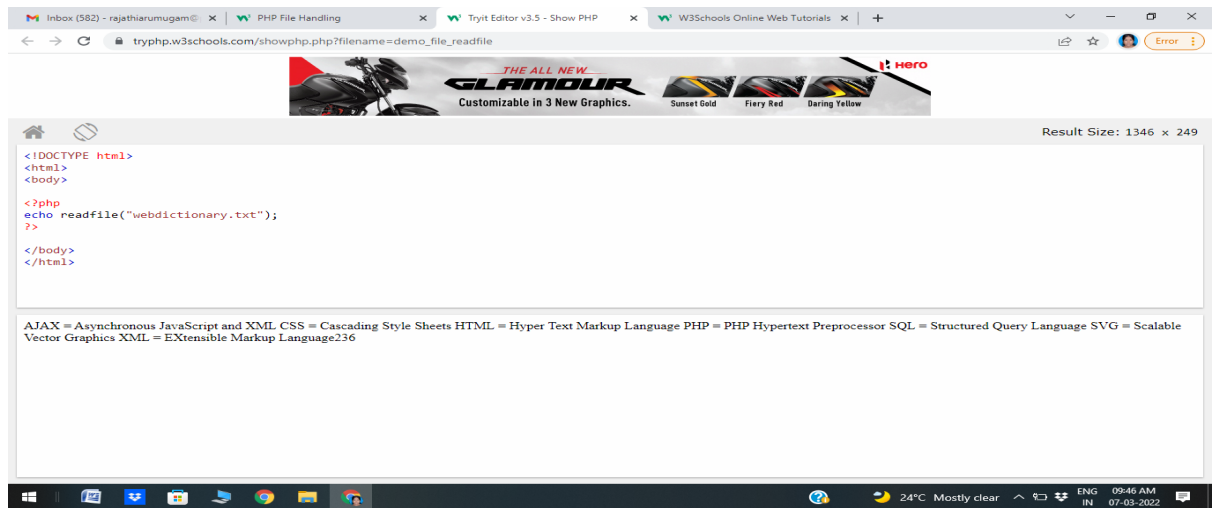 Inbox (582) - rajathiarumugam@ PHP File Handling Tryit Editor v3.5 - Show PHP W3Schools Online Web Tutorials
tryphp.w3schools.com/showphp.php?filename=demo_file_readfile Error
THE ALL NEW
GLAMOUR
Customizable in 3 New Graphics.
Sunset Gold Fiery Red Daring Yellow
Hero
Result Size: 1346 x 249
<!DOCTYPE html>
<html>
<body>
<?php
echo readfile("webdictionary.txt");
?>
</body>
</html>
AJAX = Asynchronous JavaScript and XML CSS = Cascading Style Sheets HTML = Hyper Text Markup Language PHP = PHP Hypertext Preprocessor SQL = Structured Query Language SVG = Scalable
Vector Graphics XML = EXtensible Markup Language236
24°C Mostly clear ENG 09:46 AM
IN 07-03-2022